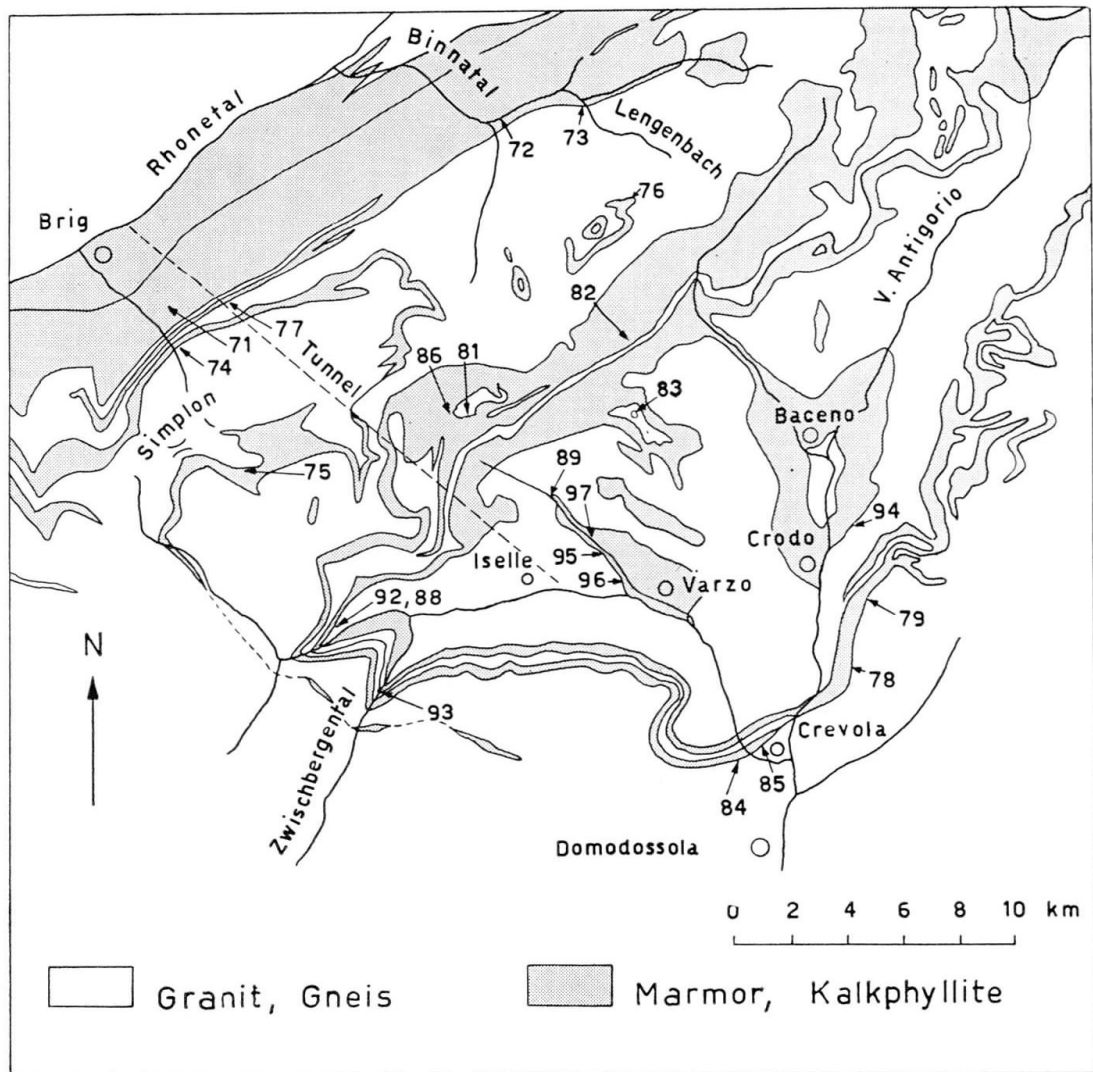 Binnatal
Rhonetal
Lengenbach
72
73
76
Brig
V. Antigorio
82
77
71
74
Tunnel
86
81
83
Simplon
Baceno
75
89
97
94
Crodo
95
Iselle
96
Varzo
92, 88
79
N
78
93
Crevola
85
84
Zwischbergental
Domodossola
0 2 4 6 8 10 km
Granit, Gneis
Marmor, Kalkphyllite